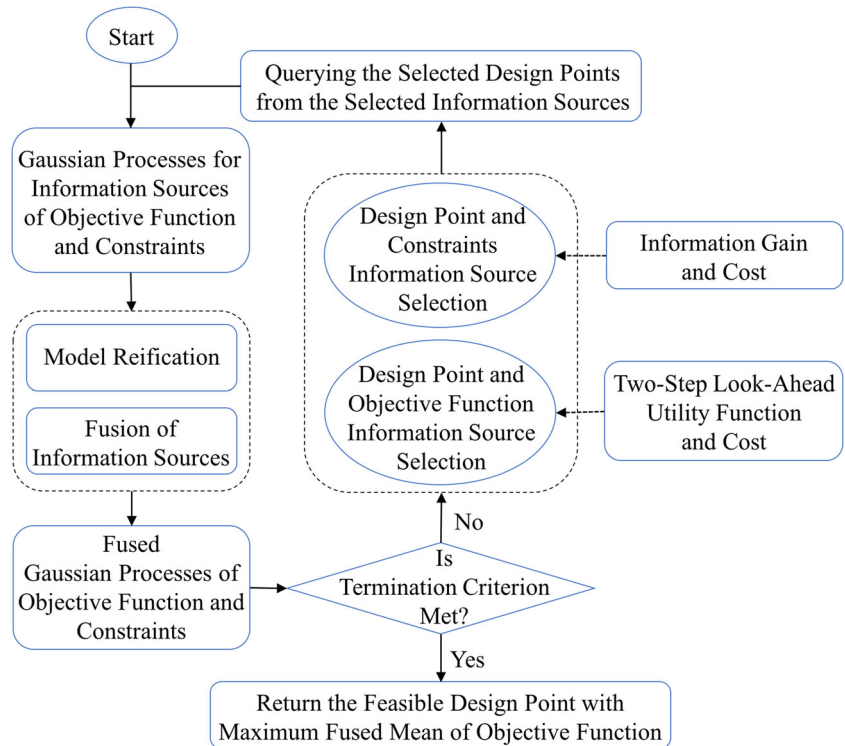 Start
Querying the Selected Design Points
from the Selected Information Sources
Gaussian Processes for
Information Sources
of Objective Function
and Constraints
Design Point and
Constraints
Information Source
Selection
Information Gain
and Cost
Model Reification
Fusion of
Information Sources
Design Point and
Objective Function
Information Source
Selection
Two-Step Look-Ahead
Utility Function
and Cost
No
Fused
Gaussian Processes of
Objective Function and
Constraints
Is
Termination Criterion
Met?
Yes
Return the Feasible Design Point with
Maximum Fused Mean of Objective Function